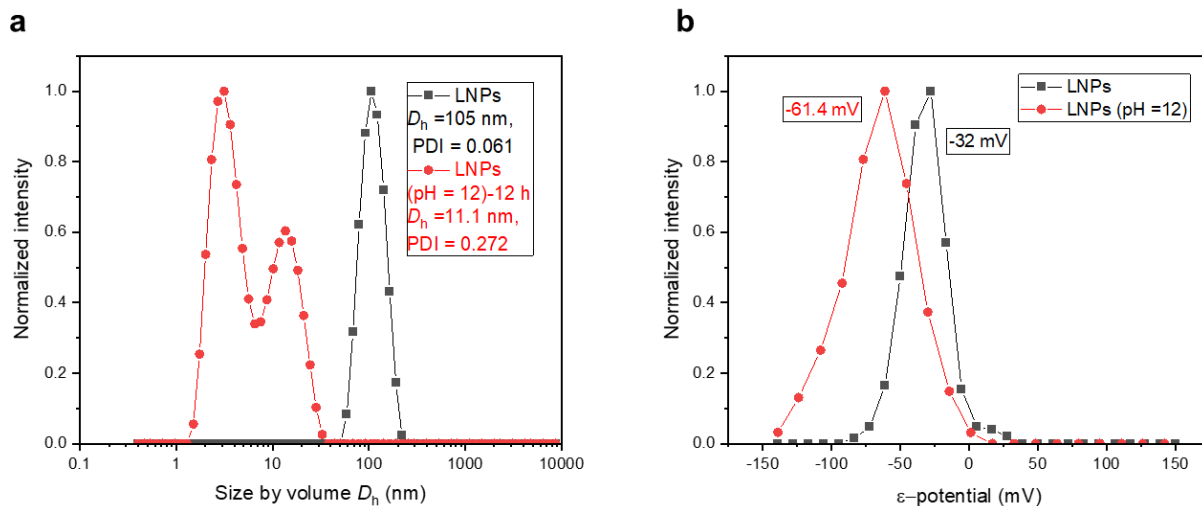 a
Normalized intensity
1.0
0.8
0.6
0.4
0.2
0.0
0.1
1
10
100
1000
10000
Size by volume Dh (nm)
LNPs
Dh =105 nm,
PDI = 0.061
LNPs
(pH = 12)-12 h
Dh =11.1 nm,
PDI = 0.272
b
Normalized intensity
1.0
0.8
0.6
0.4
0.2
0.0
-150
-100
-50
0
50
100
150
ε–potential (mV)
-61.4 mV
-32 mV
LNPs
LNPs (pH =12)